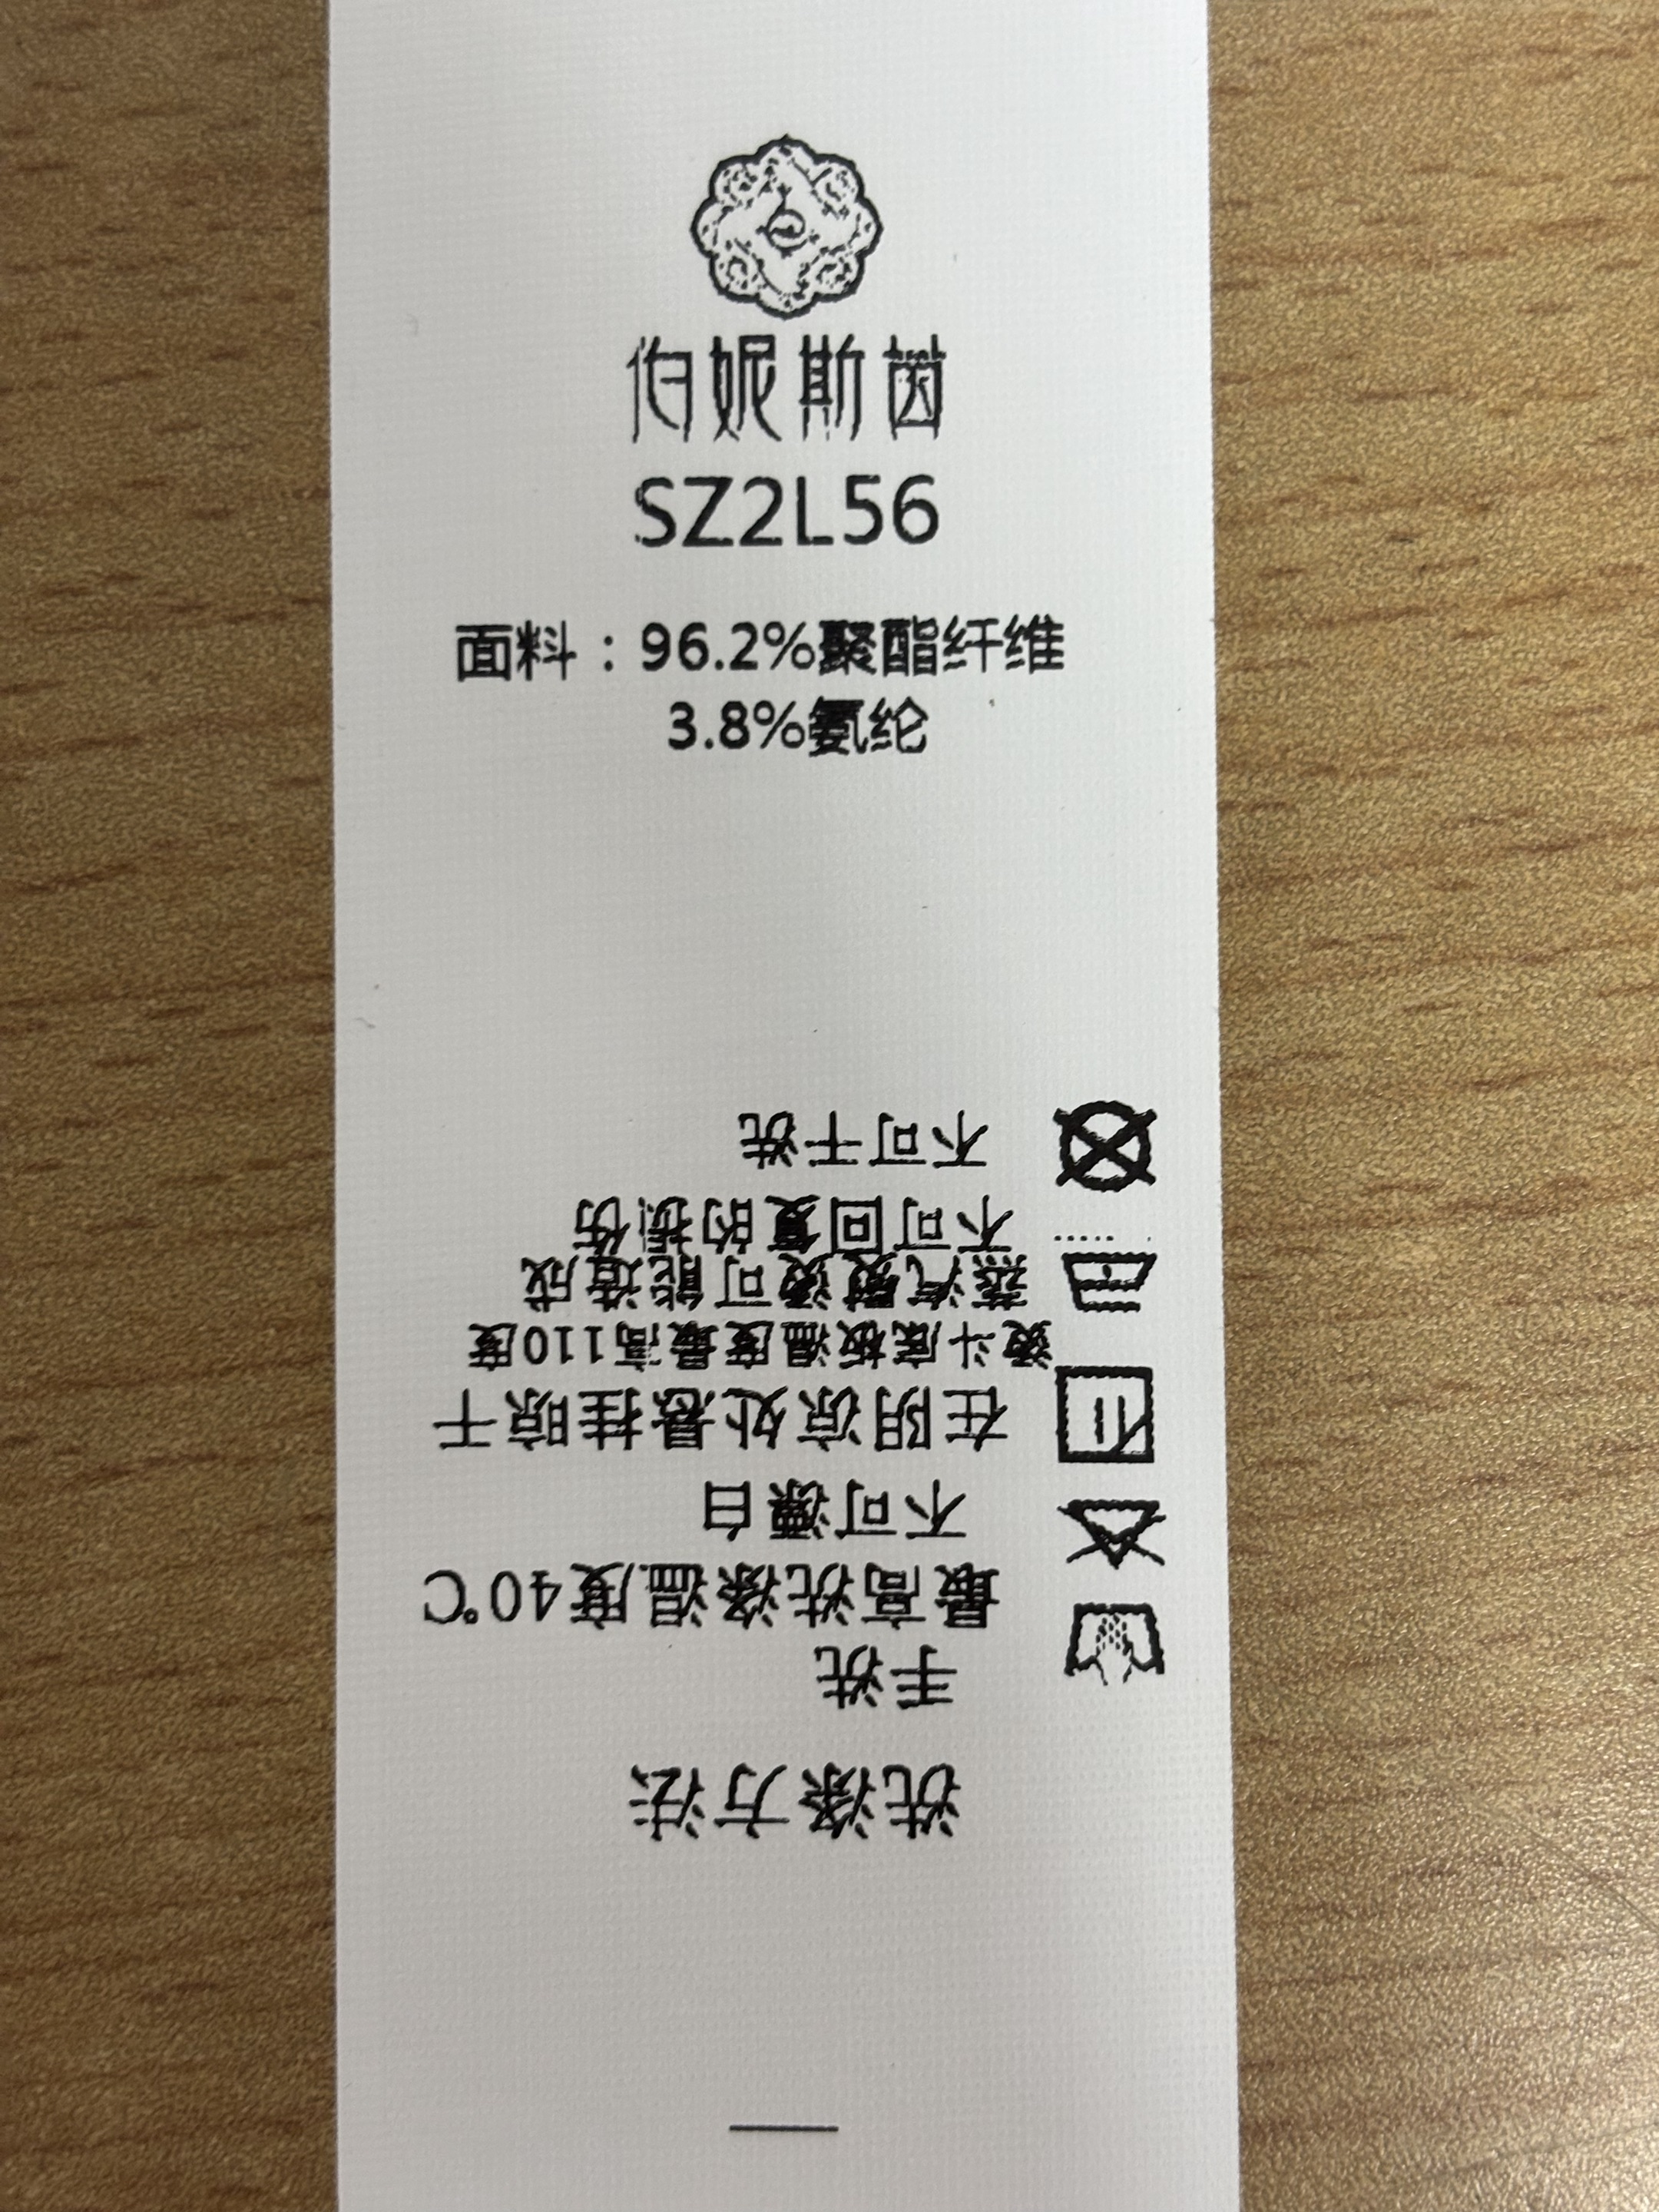 伯妮斯茵
SZ2L56
面料：96.2%聚酯纤维
3.8%氨纶
洗涤方法
手洗
最高洗涤温度40℃
不可漂白
在阴凉处悬挂晾干
熨斗底板温度最高110度
蒸汽熨烫可能造成
不可回复的损伤
不可干洗